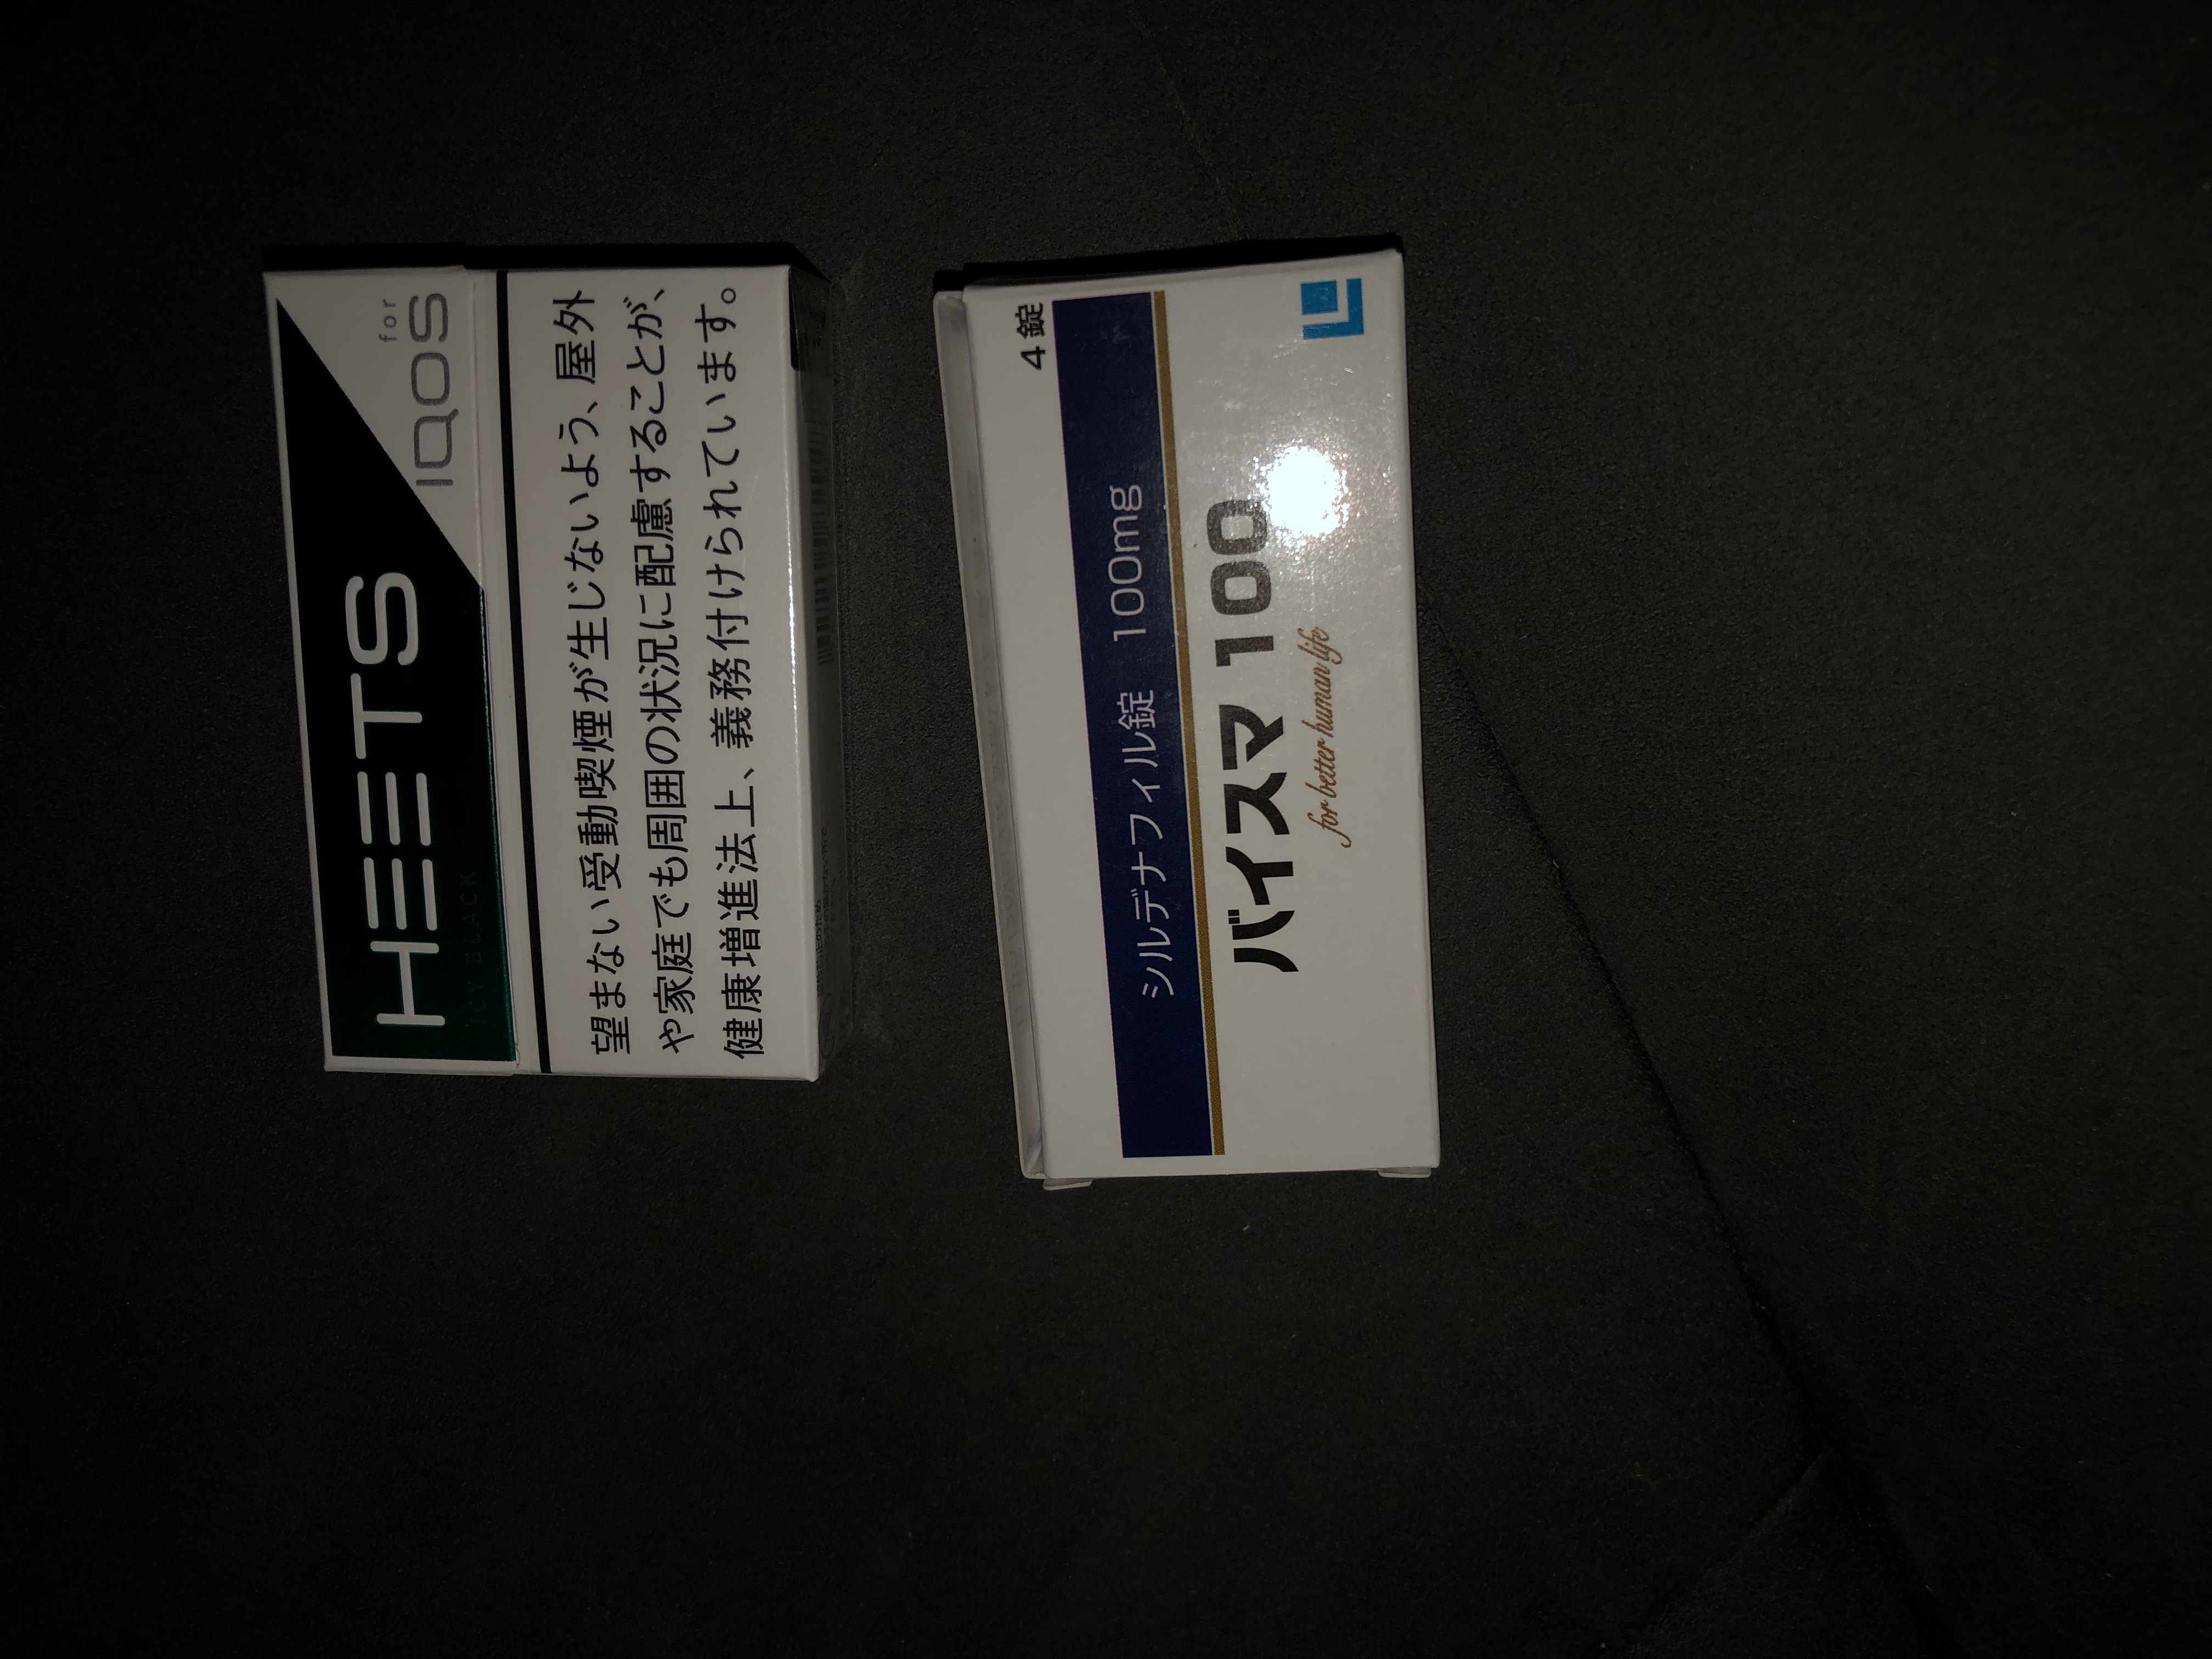 HEETS
for
IQOS
望まない受動喫煙が生じないよう、屋外
や家庭でも周囲の状況に配慮することが、
健康増進法上、義務付けられています。
4錠
シルデナフィル錠 100mg
バイスマ 100
for better human life